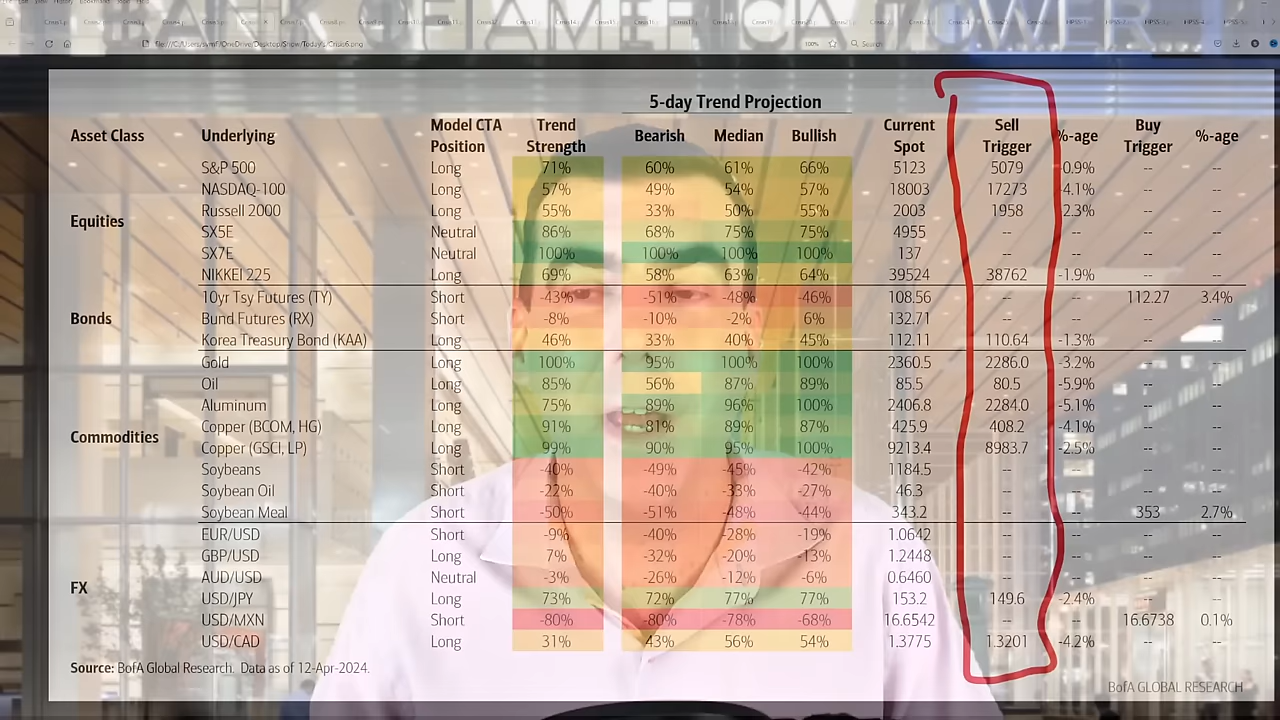 BANK OF AMERICA TOWER
file:///C:/Users/symFi/OneDrive/Desktop/Show/Today's/Crisis6.png 100% Search
5-day Trend Projection
Asset Class Underlying Model CTA Position Trend Strength Bearish Median Bullish Current Spot Sell Trigger %-age Buy Trigger %-age
Equities
S&P 500 Long 71% 60% 61% 66% 5123 5079 -0.9% -- --
NASDAQ-100 Long 57% 49% 54% 57% 18003 17273 -4.1% -- --
Russell 2000 Long 55% 33% 50% 55% 2003 1958 -2.3% -- --
SX5E Neutral 86% 68% 75% 75% 4955 -- -- -- --
SX7E Neutral 100% 100% 100% 100% 137 -- -- -- --
NIKKEI 225 Long 69% 58% 63% 64% 39524 38762 -1.9% -- --
Bonds
10yr Tsy Futures (TY) Short -43% -51% -48% -46% 108.56 -- -- 112.27 3.4%
Bund Futures (RX) Short -8% -10% -2% 6% 132.71 -- -- -- --
Korea Treasury Bond (KAA) Long 46% 33% 40% 45% 112.11 110.64 -1.3% -- --
Commodities
Gold Long 100% 95% 100% 100% 2360.5 2286.0 -3.2% -- --
Oil Long 85% 56% 87% 89% 85.5 80.5 -5.9% -- --
Aluminum Long 75% 89% 96% 100% 2406.8 2284.0 -5.1% -- --
Copper (BCOM, HG) Long 91% 81% 89% 87% 425.9 408.2 -4.1% -- --
Copper (GSCI, LP) Long 99% 90% 95% 100% 9213.4 8983.7 -2.5% -- --
Soybeans Short -40% -49% -45% -42% 1184.5 -- -- -- --
Soybean Oil Short -22% -40% -33% -27% 46.3 -- -- -- --
Soybean Meal Short -50% -51% -48% -44% 343.2 -- -- 353 2.7%
FX
EUR/USD Short -9% -40% -28% -19% 1.0642 -- -- -- --
GBP/USD Long 7% -32% -20% -13% 1.2448 -- -- -- --
AUD/USD Neutral -3% -26% -12% -6% 0.6460 -- -- -- --
USD/JPY Long 73% 72% 77% 77% 153.2 149.6 -2.4% -- --
USD/MXN Short -80% -80% -78% -68% 16.6542 -- -- 16.6738 0.1%
USD/CAD Long 31% 43% 56% 54% 1.3775 1.3201 -4.2% -- --
Source: BofA Global Research. Data as of 12-Apr-2024.
BofA GLOBAL RESEARCH